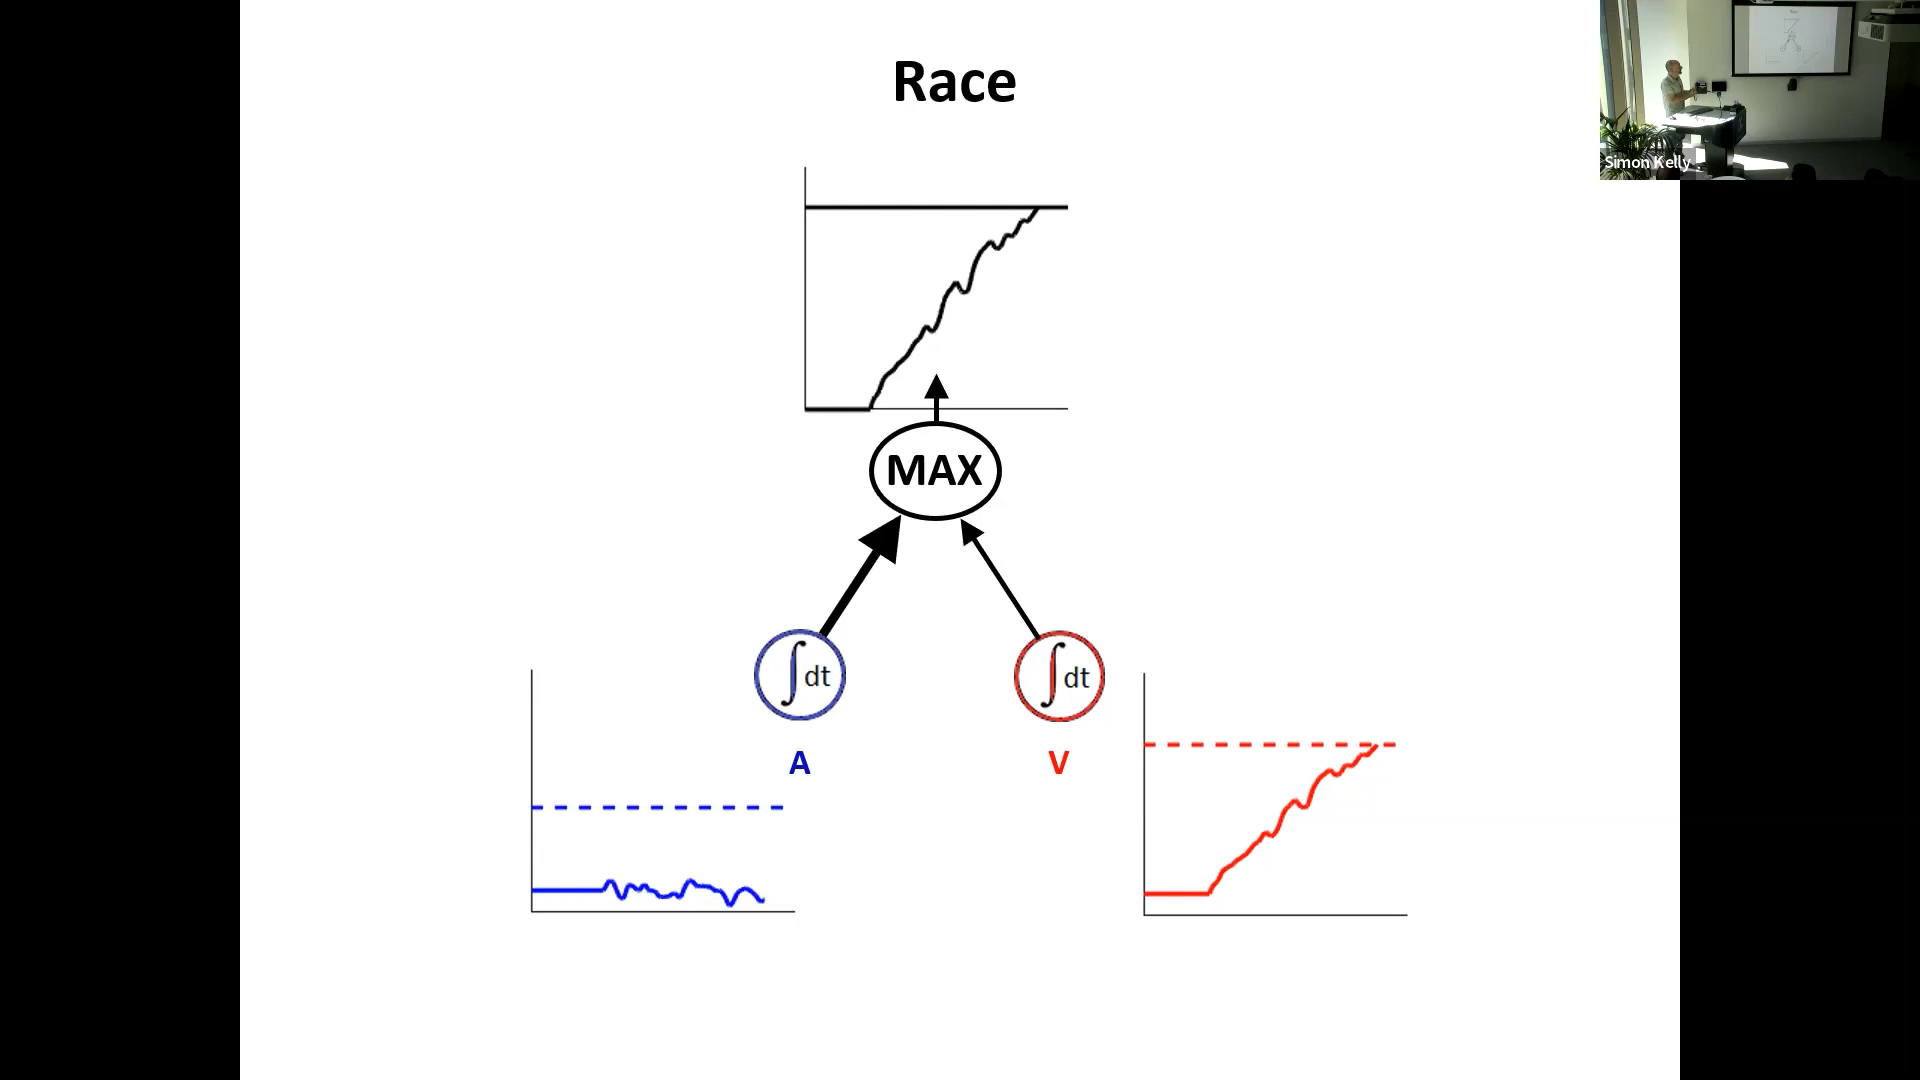 Race
Simon Kelly
MAX
∫dt
∫dt
A
V